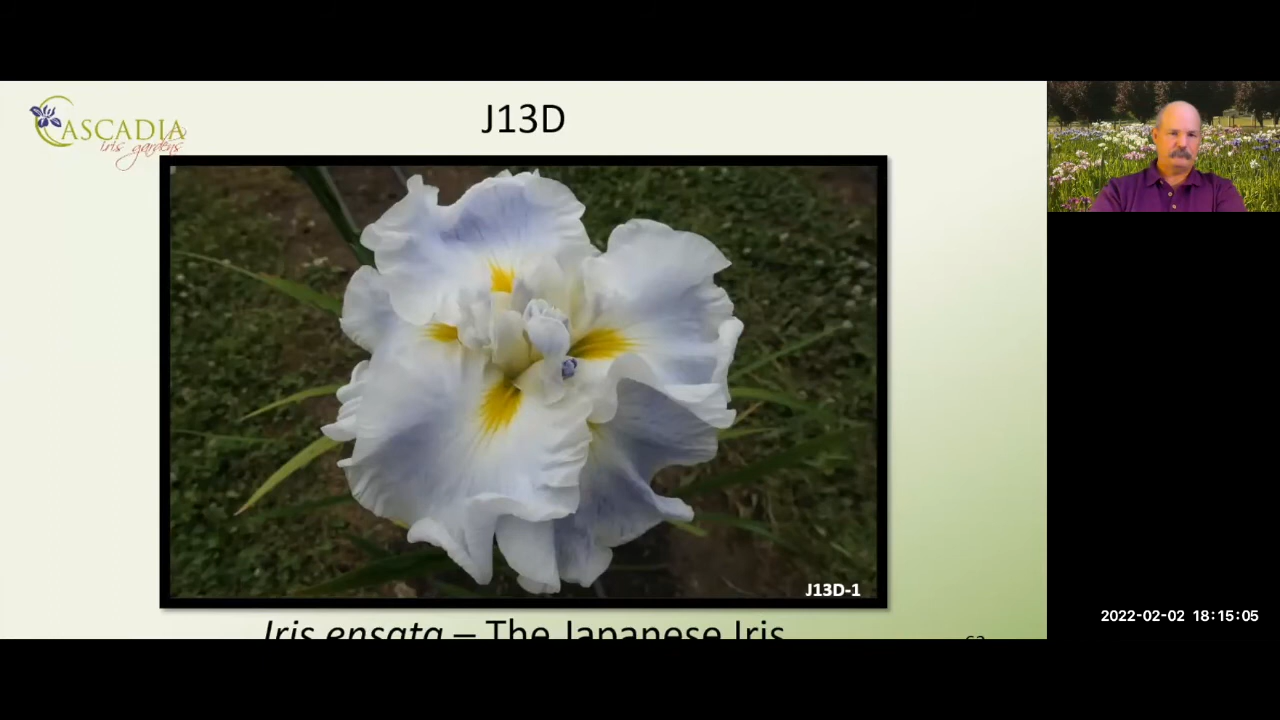 J13D
CASCADIA
iris gardens
J13D-1
Iris ensata – The Japanese Iris
2022-02-02 18:15:05